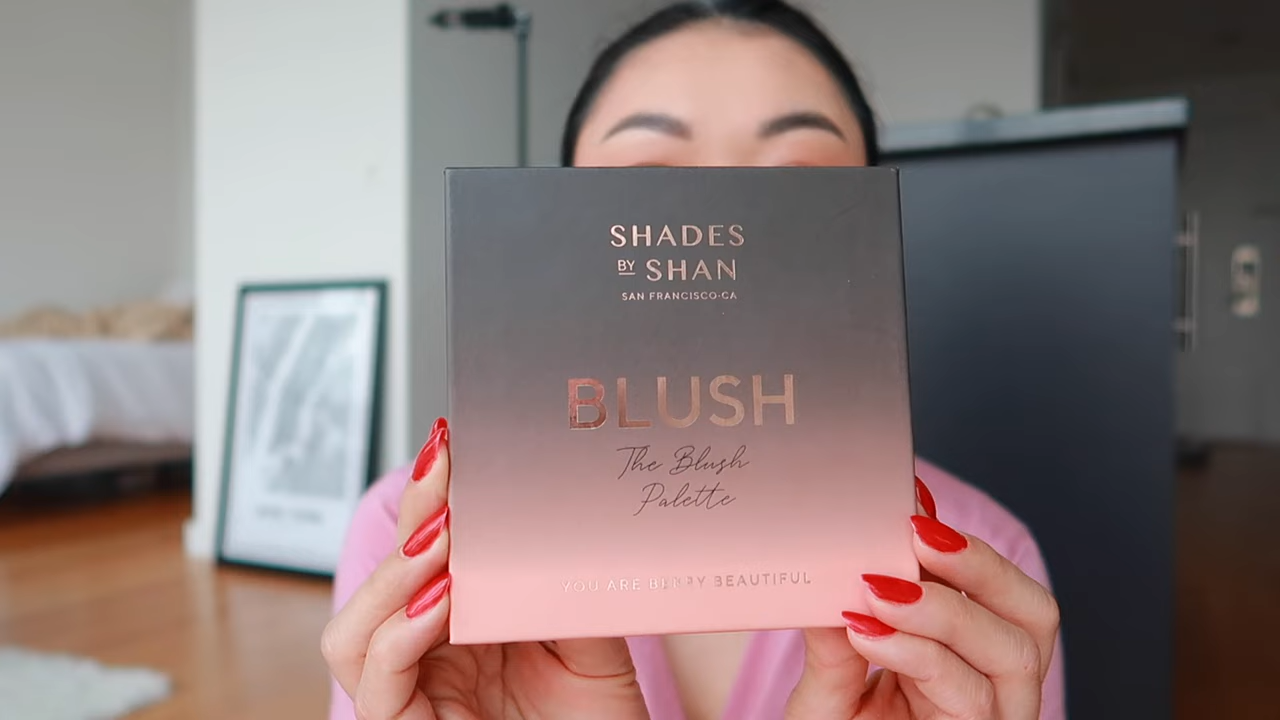 SHADES
BY SHAN
SAN FRANCISCO·CA
BLUSH
The Blush
Palette
YOU ARE BERRY BEAUTIFUL